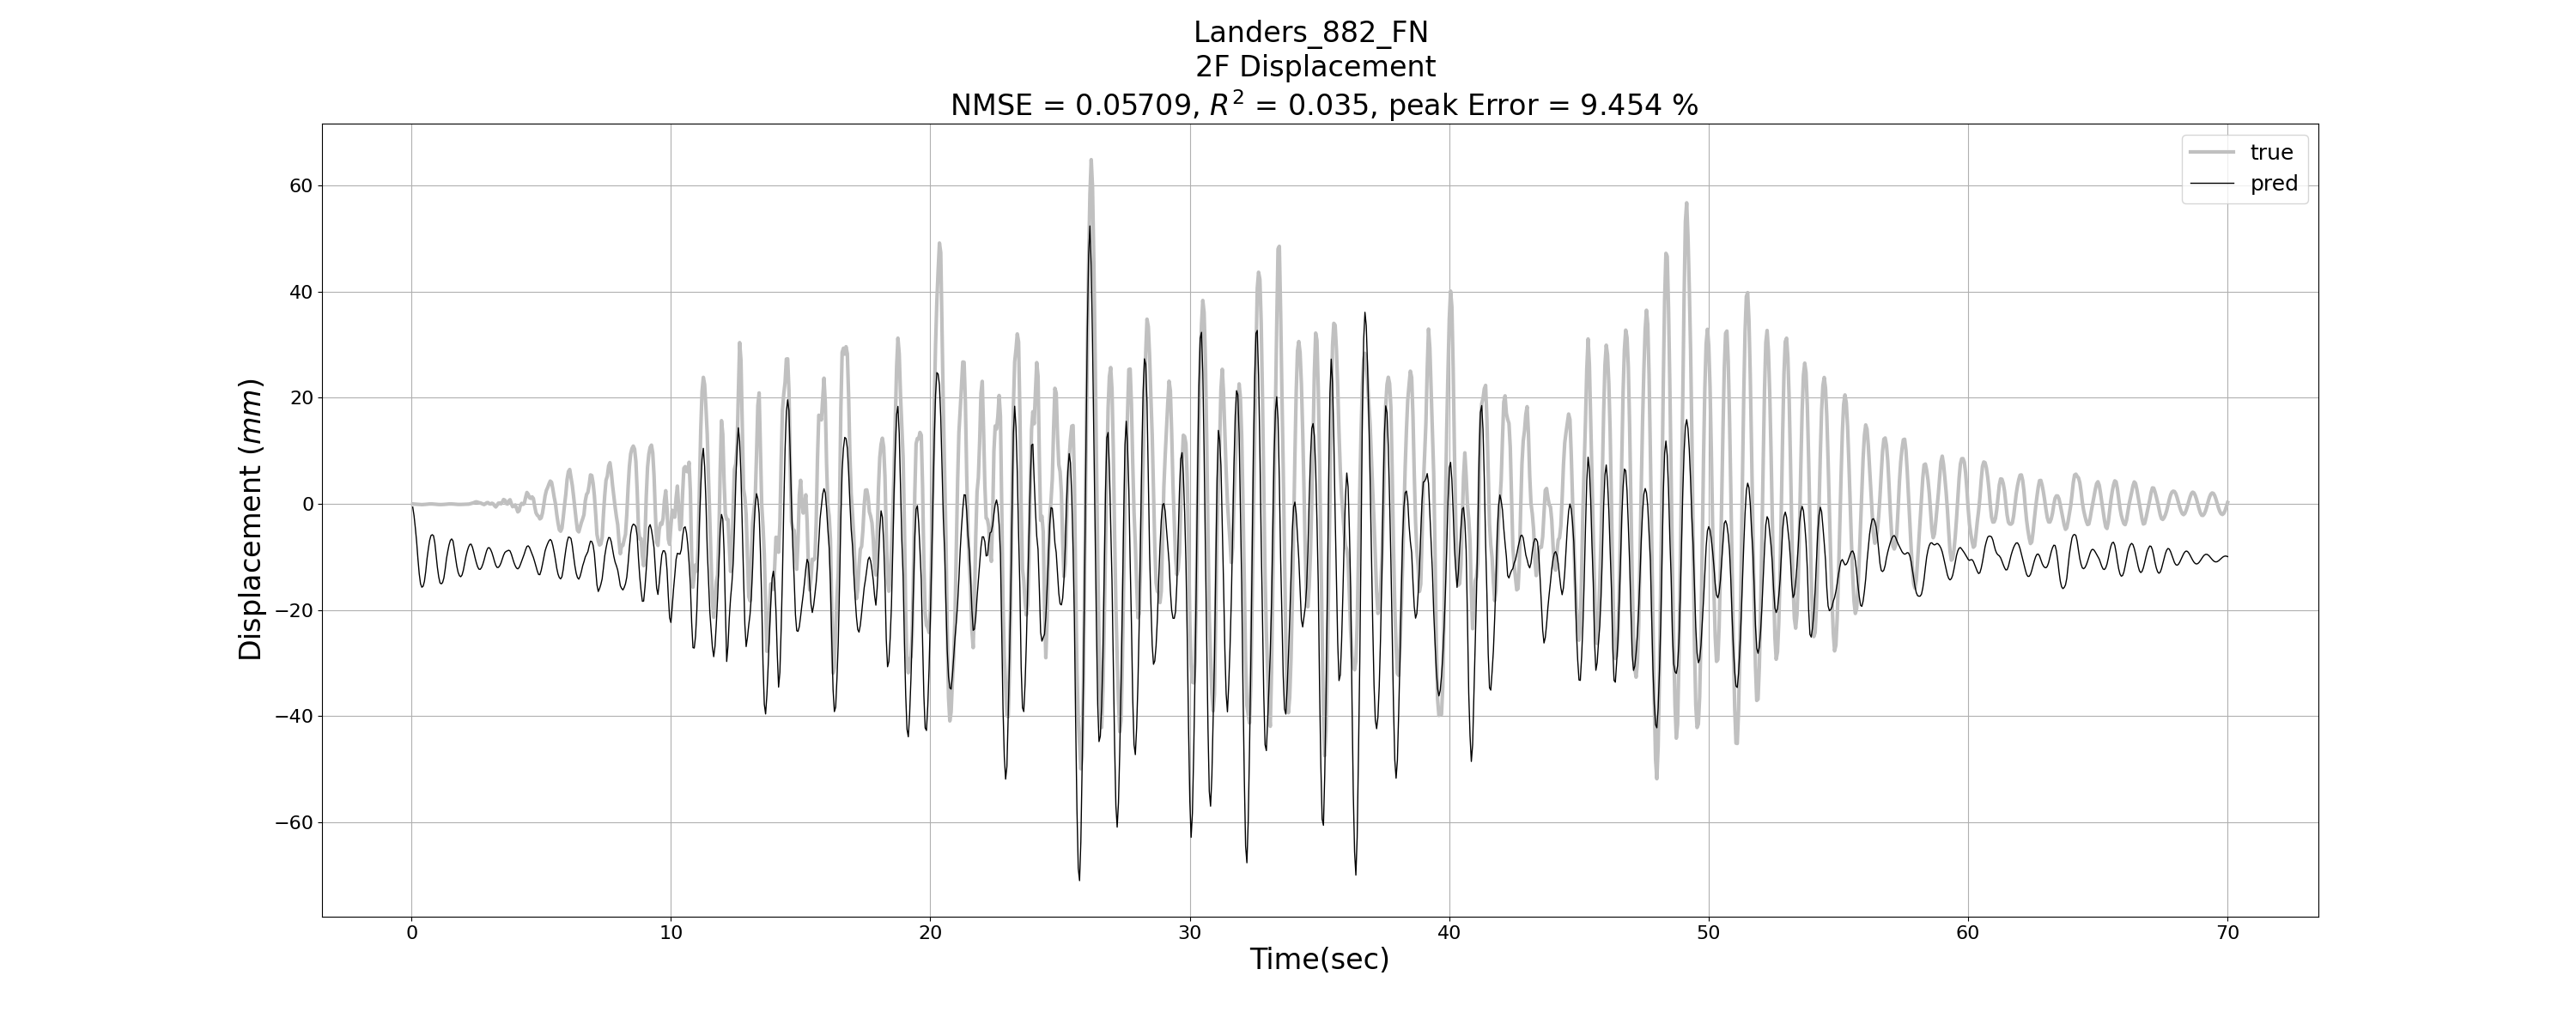 Landers_882_FN
2F Displacement
NMSE = 0.05709, R² = 0.035, peak Error = 9.454 %
true
pred
60
40
20
0
−20
−40
−60
Displacement (mm)
0 10 20 30 40 50 60 70
Time(sec)